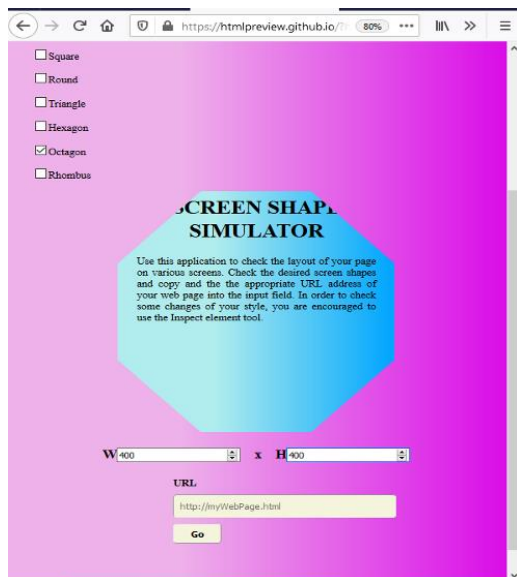 https://htmlpreview.github.io/?
80%
Square
Round
Triangle
Hexagon
Octagon
Rhombus
SCREEN SHAPE
SIMULATOR
Use this application to check the layout of your page
on various screens. Check the desired screen shapes
and copy and the the appropriate URL address of
your web page into the input field. In order to check
some changes of your style, you are encouraged to
use the Inspect element tool.
W 400 x H 400
URL
http://myWebPage.html
Go